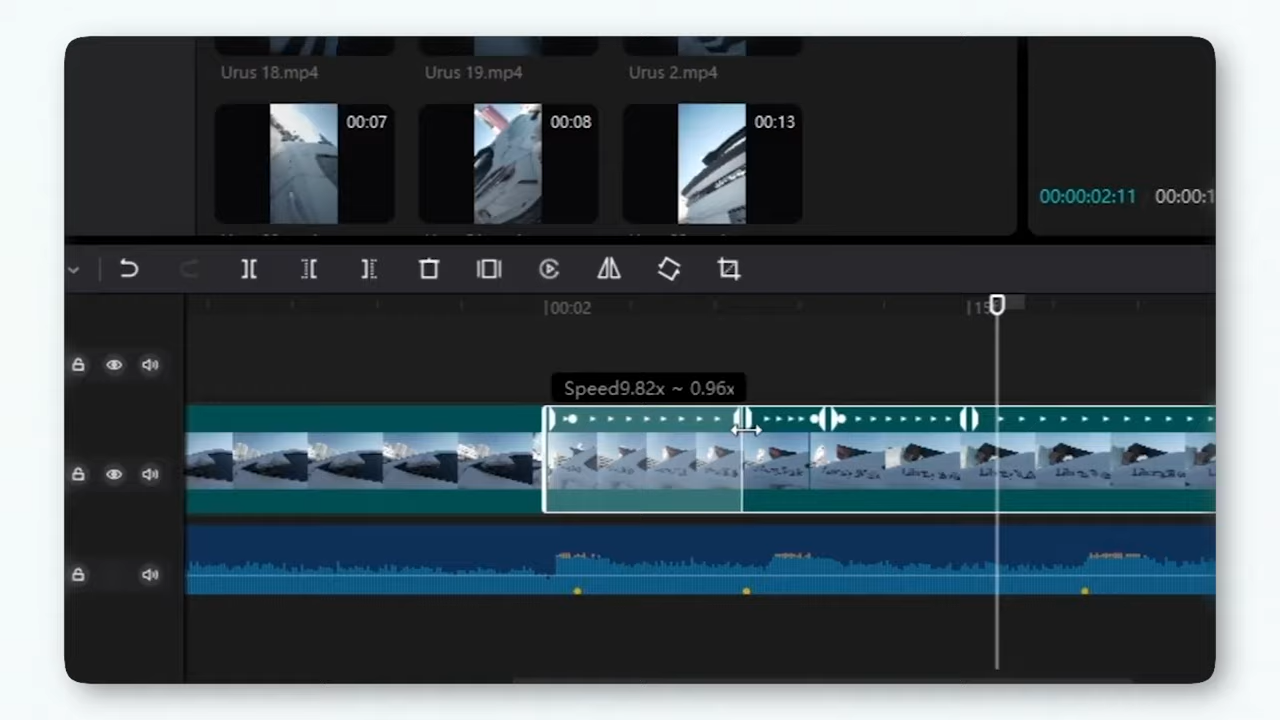 Urus 18.mp4 Urus 19.mp4 Urus 2.mp4
00:07 00:08 00:13
00:00:02:11 00:00:1
00:02 15
Speed9.82x ~ 0.96x